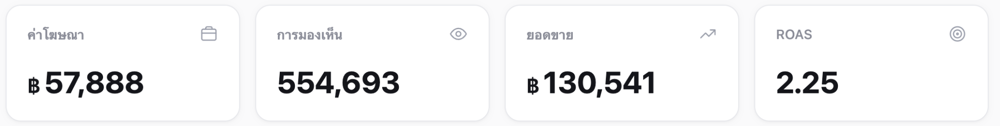 ค่าโฆษณา
฿ 57,888
การมองเห็น
554,693
ยอดขาย
฿ 130,541
ROAS
2.25